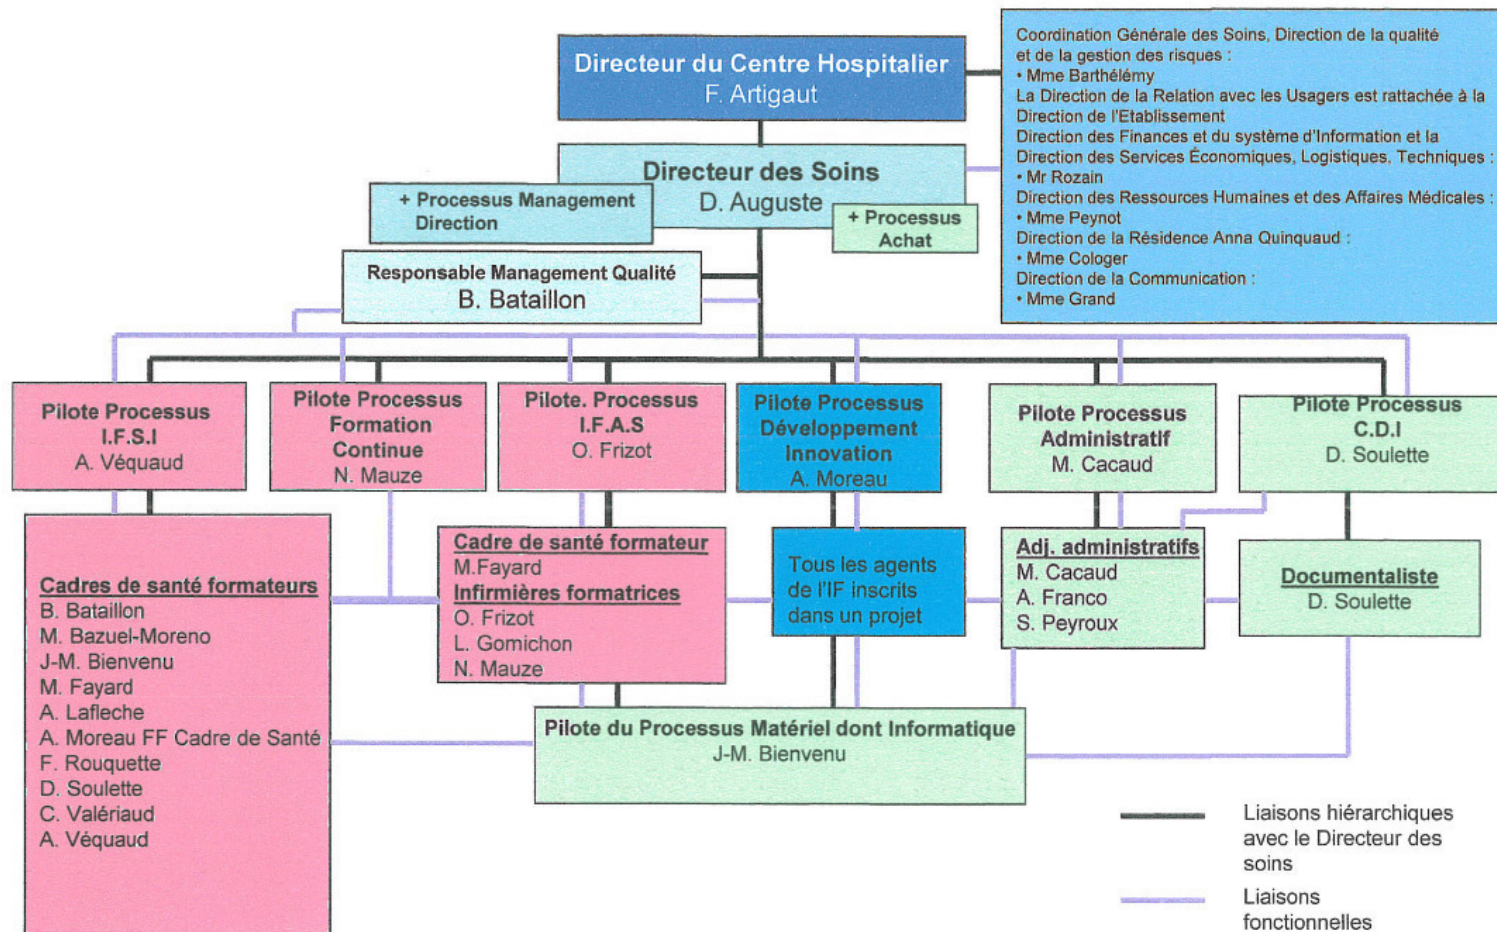 Directeur du Centre Hospitalier
F. Artigaut
Coordination Générale des Soins, Direction de la qualité
et de la gestion des risques :
• Mme Barthélémy
La Direction de la Relation avec les Usagers est rattachée à la
Direction de l'Etablissement
Direction des Finances et du système d'Information et la
Direction des Services Économiques, Logistiques, Techniques :
• Mr Rozain
Direction des Ressources Humaines et des Affaires Médicales :
• Mme Peynot
Direction de la Résidence Anna Quinquaud :
• Mme Cologer
Direction de la Communication :
• Mme Grand
Directeur des Soins
D. Auguste
+ Processus Management
Direction
+ Processus
Achat
Responsable Management Qualité
B. Bataillon
Pilote Processus
I.F.S.I
A. Véquaud
Pilote Processus
Formation
Continue
N. Mauze
Pilote. Processus
I.F.A.S
O. Frizot
Pilote Processus
Développement
Innovation
A. Moreau
Pilote Processus
Administratif
M. Cacaud
Pilote Processus
C.D.I
D. Soulette
Cadres de santé formateurs
B. Bataillon
M. Bazuel-Moreno
J-M. Bienvenu
M. Fayard
A. Lafleche
A. Moreau FF Cadre de Santé
F. Rouquette
D. Soulette
C. Valériaud
A. Véquaud
Cadre de santé formateur
M.Fayard
Infirmières formatrices
O. Frizot
L. Gomichon
N. Mauze
Tous les agents
de l'IF inscrits
dans un projet
Adj. administratifs
M. Cacaud
A. Franco
S. Peyroux
Documentaliste
D. Soulette
Pilote du Processus Matériel dont Informatique
J-M. Bienvenu
Liaisons hiérarchiques
avec le Directeur des
soins
Liaisons
fonctionnelles